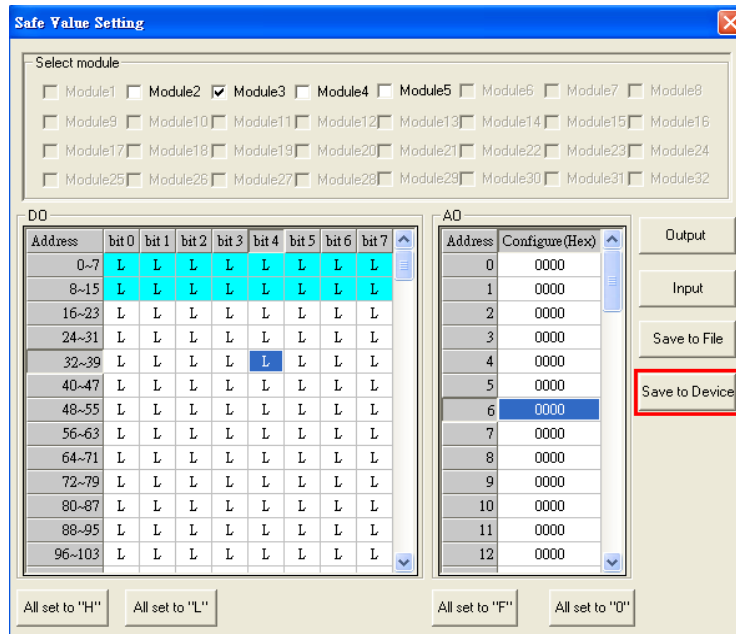 Safe Value Setting
Select module
Module1 Module2 Module3 Module4 Module5 Module6 Module7 Module8
Module9 Module10 Module11 Module12 Module13 Module14 Module15 Module16
Module17 Module18 Module19 Module20 Module21 Module22 Module23 Module24
Module25 Module26 Module27 Module28 Module29 Module30 Module31 Module32
DO
Address bit 0 bit 1 bit 2 bit 3 bit 4 bit 5 bit 6 bit 7
0~7 L L L L L L L L
8~15 L L L L L L L L
16~23 L L L L L L L L
24~31 L L L L L L L L
32~39 L L L L L L L L
40~47 L L L L L L L L
48~55 L L L L L L L L
56~63 L L L L L L L L
64~71 L L L L L L L L
72~79 L L L L L L L L
80~87 L L L L L L L L
88~95 L L L L L L L L
96~103 L L L L L L L L
All set to "H" All set to "L"
AO
Address Configure(Hex)
0 0000
1 0000
2 0000
3 0000
4 0000
5 0000
6 0000
7 0000
8 0000
9 0000
10 0000
11 0000
12 0000
All set to "F" All set to "0"
Output
Input
Save to File
Save to Device